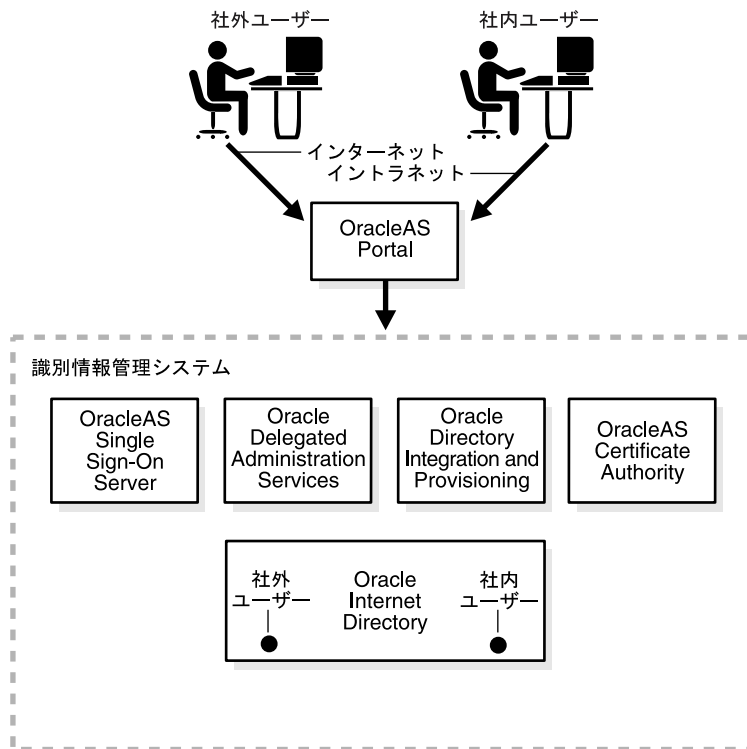 社外ユーザー
社内ユーザー
インターネット
イントラネット
OracleAS
Portal
識別情報管理システム
OracleAS
Single
Sign-On
Server
Oracle
Delegated
Administration
Services
Oracle
Directory
Integration and
Provisioning
OracleAS
Certificate
Authority
社外
ユーザー
Oracle
Internet
Directory
社内
ユーザー